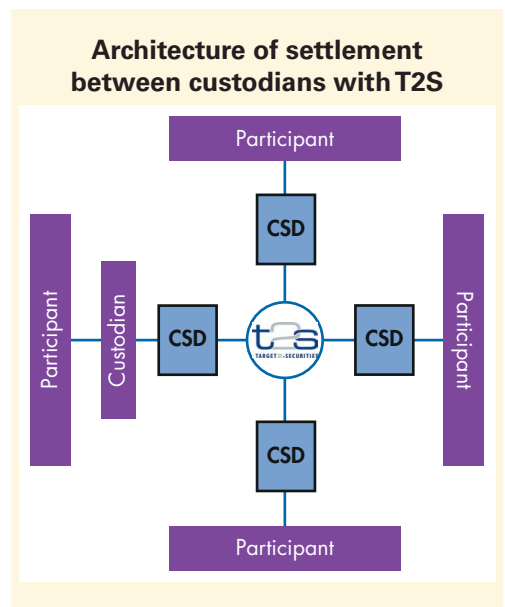 Architecture of settlement
between custodians with T2S
Participant
CSD
Participant
Custodian
CSD
t2s
TARGET2-SECURITIES
CSD
Participant
CSD
Participant